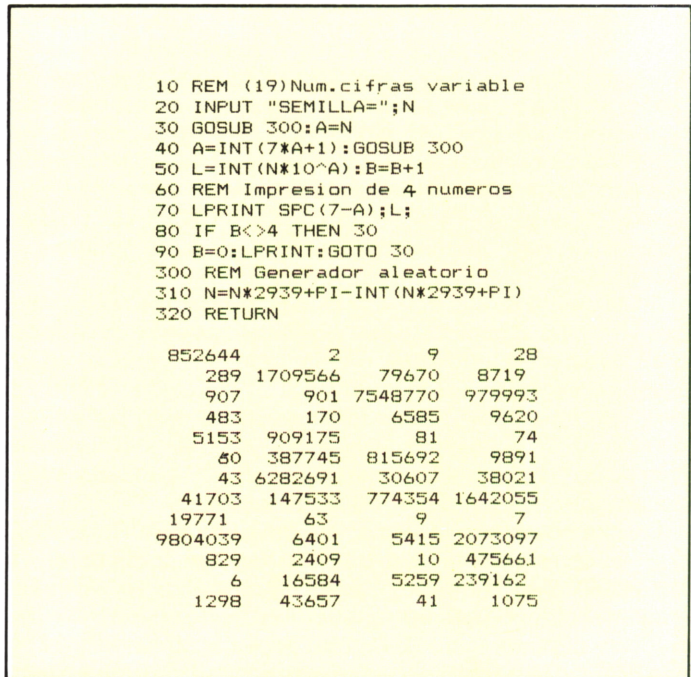 10 REM (19)Num.cifras variable
20 INPUT "SEMILLA=";N
30 GOSUB 300:A=N
40 A=INT(7*A+1):GOSUB 300
50 L=INT(N*10^A):B=B+1
60 REM Impresion de 4 numeros
70 LPRINT SPC(7-A);L;
80 IF B<>4 THEN 30
90 B=0:LPRINT:GOTO 30
300 REM Generador aleatorio
310 N=N*2939+PI-INT(N*2939+PI)
320 RETURN
852644 2 9 28
289 1709566 79670 8719
907 901 7548770 979993
483 170 6585 9620
5153 909175 81 74
60 387745 815692 9891
43 6282691 30607 38021
41703 147533 774354 1642055
19771 63 9 7
9804039 6401 5415 2073097
829 2409 10 475661
6 16584 5259 239162
1298 43657 41 1075